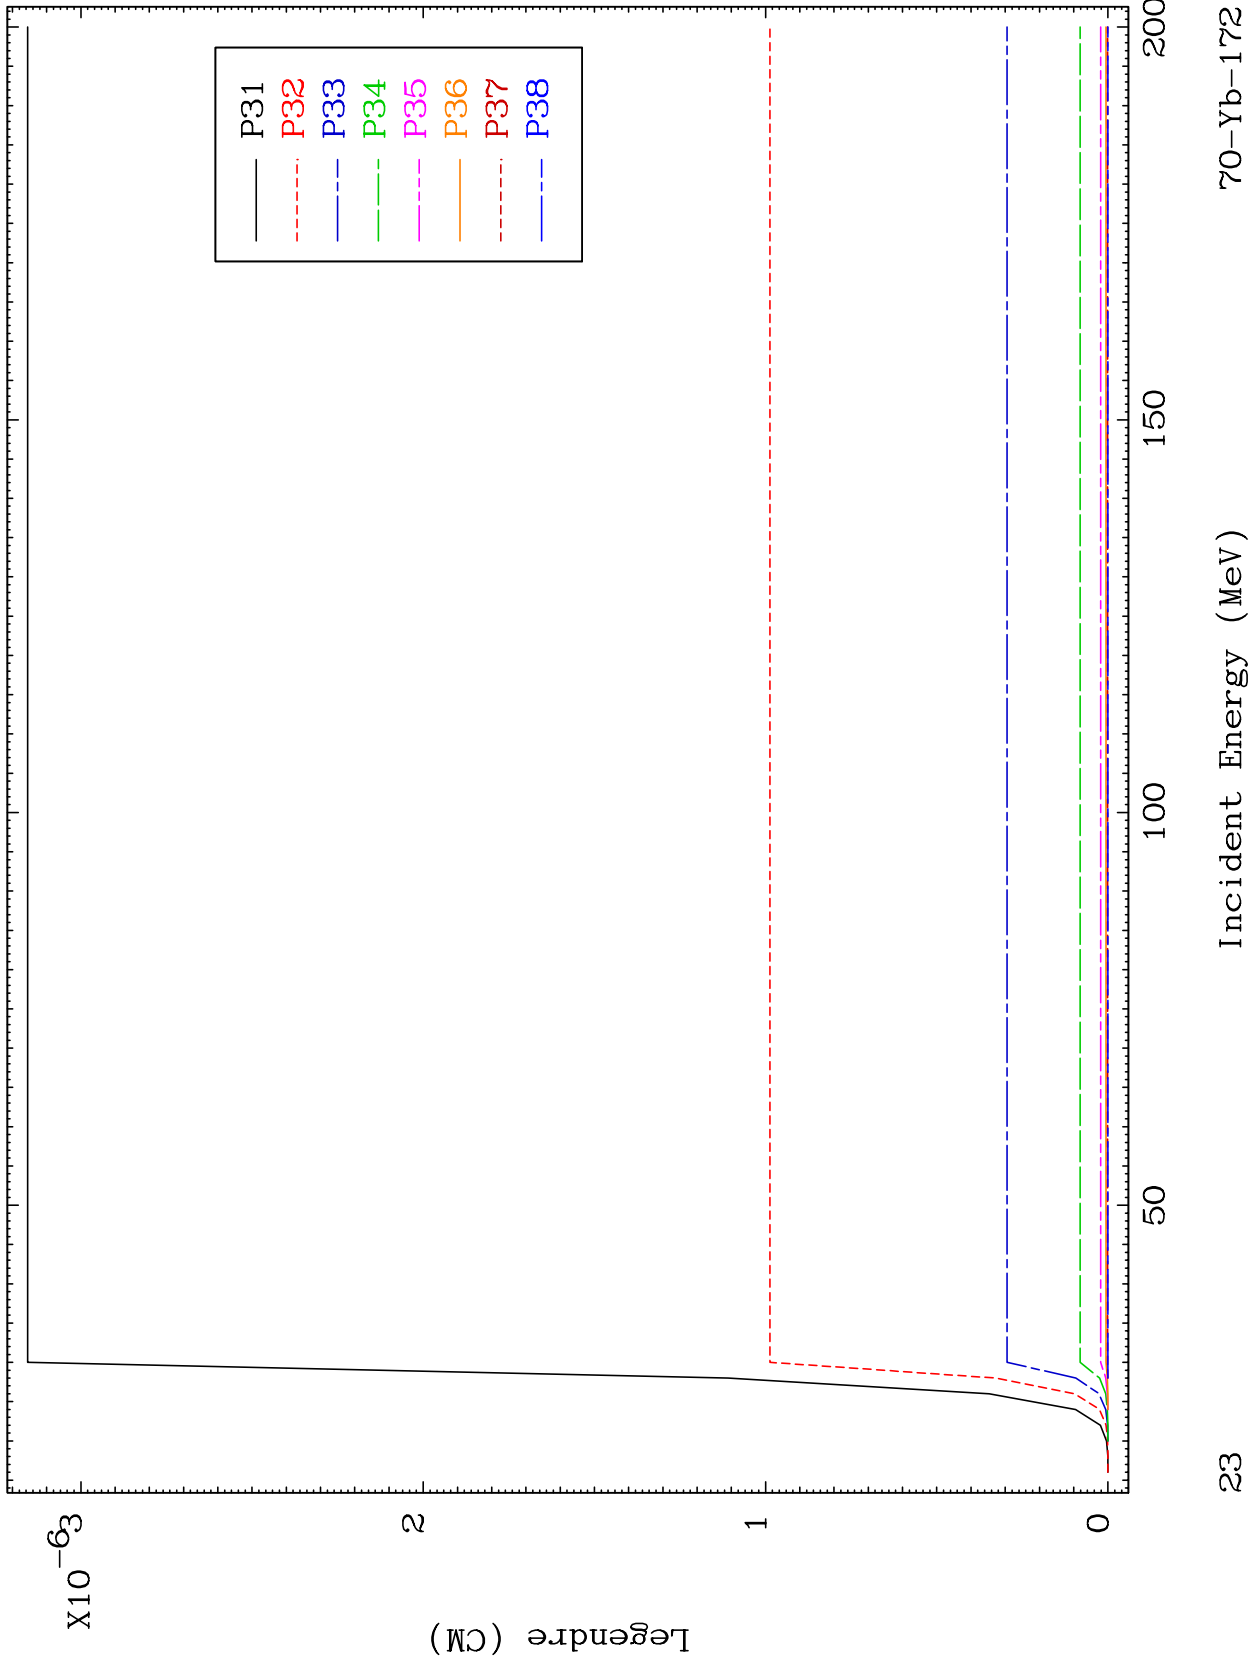 X10-6
3
2
1
0
Legendre (CM)
P31
P32
P33
P34
P35
P36
P37
P38
50
100
150
200
Incident Energy (MeV)
23
70-Yb-172